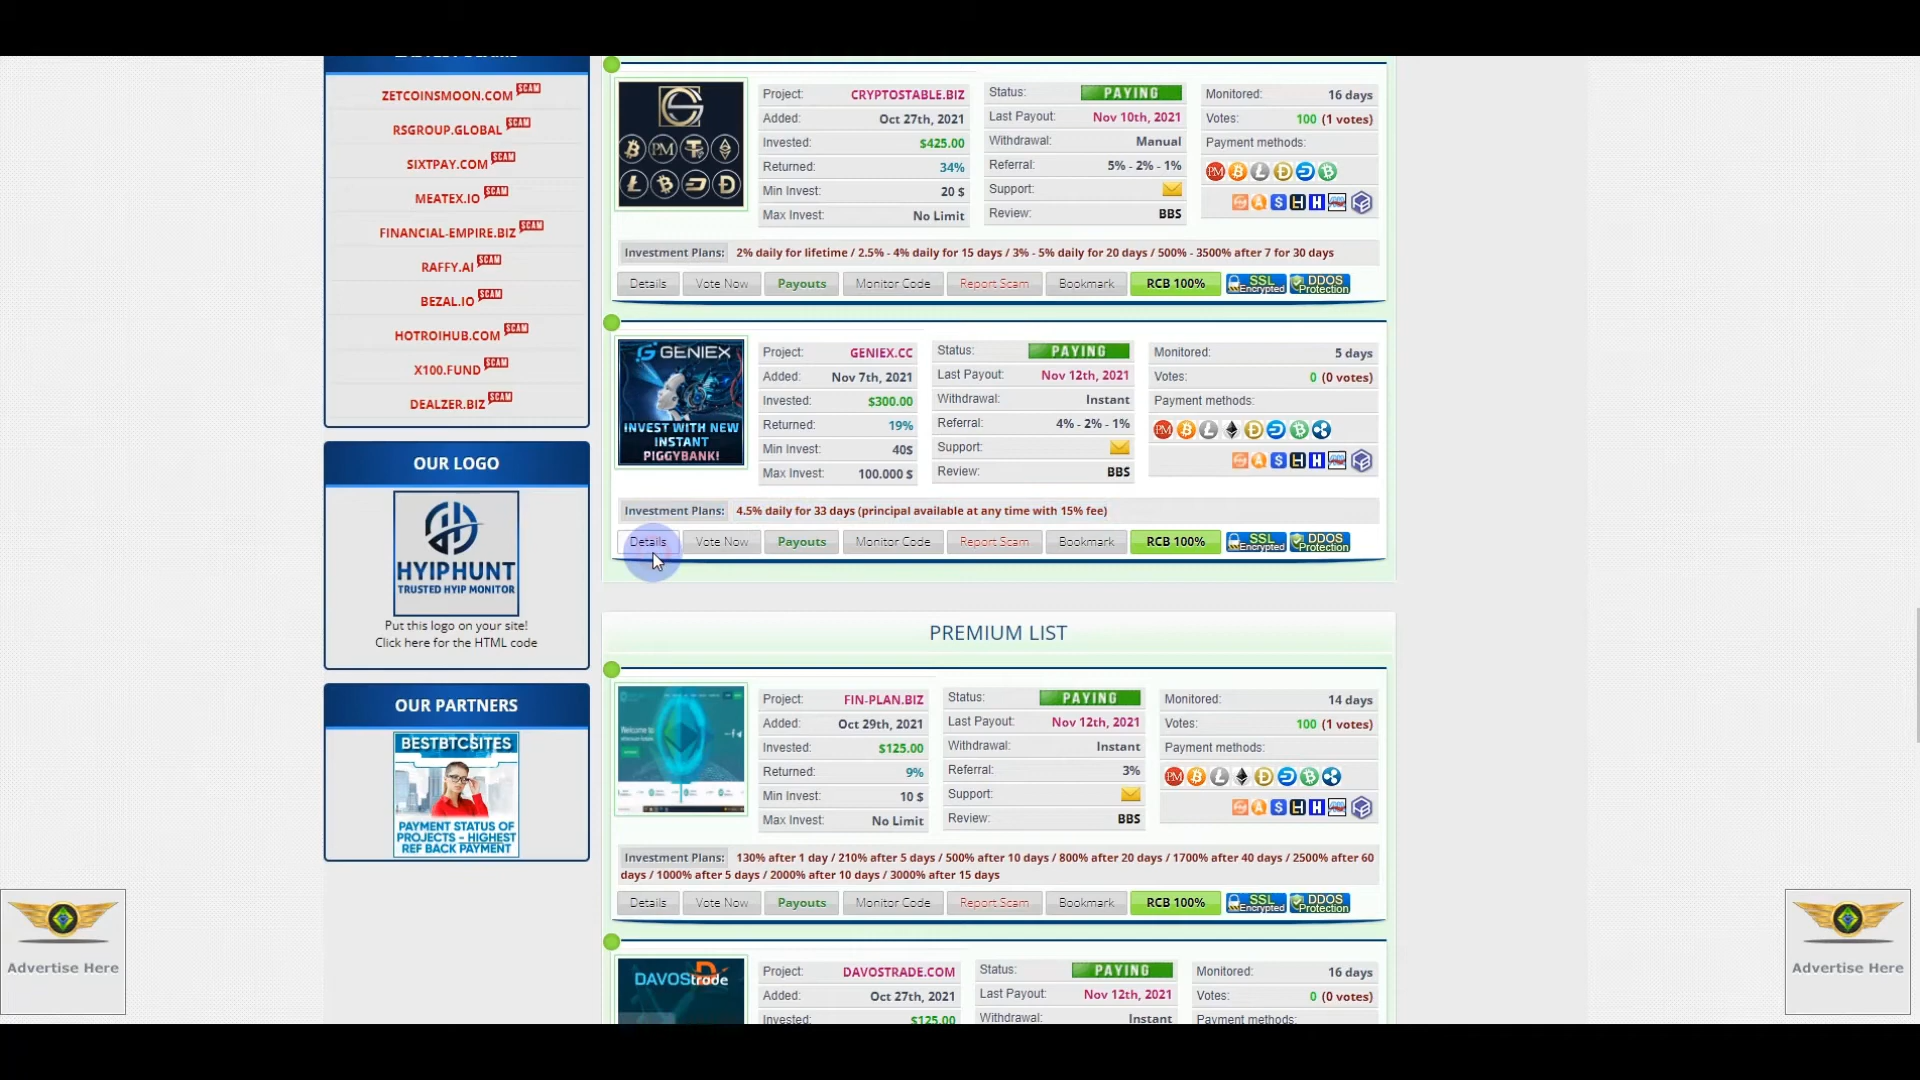 ZETCOINSMOON.COM SCAM
RSGROUP.GLOBAL SCAM
SIXTPAY.COM SCAM
MEATEX.IO SCAM
FINANCIAL-EMPIRE.BIZ SCAM
RAFFY.AI SCAM
BEZAL.IO SCAM
HOTROIHUB.COM SCAM
X100.FUND SCAM
DEALZER.BIZ SCAM
OUR LOGO
HYIPHUNT
TRUSTED HYIP MONITOR
Put this logo on your site!
Click here for the HTML code
OUR PARTNERS
BESTBTCSITES
PAYMENT STATUS OF
PROJECTS - HIGHEST
REF BACK PAYMENT
Advertise Here
Project: CRYPTOSTABLE.BIZ
Added: Oct 27th, 2021
Invested: $425.00
Returned: 34%
Min Invest: 20 $
Max Invest: No Limit
Status: PAYING
Last Payout: Nov 10th, 2021
Withdrawal: Manual
Referral: 5% - 2% - 1%
Support:
Review: BBS
Monitored: 16 days
Votes: 100 (1 votes)
Payment methods:
Investment Plans: 2% daily for lifetime / 2.5% - 4% daily for 15 days / 3% - 5% daily for 20 days / 500% - 3500% after 7 for 30 days
Details Vote Now Payouts Monitor Code Report Scam Bookmark RCB 100% SSL Encrypted DDOS Protection
GENIEX
INVEST WITH NEW
INSTANT
PIGGYBANK!
Project: GENIEX.CC
Added: Nov 7th, 2021
Invested: $300.00
Returned: 19%
Min Invest: 40$
Max Invest: 100.000 $
Status: PAYING
Last Payout: Nov 12th, 2021
Withdrawal: Instant
Referral: 4% - 2% - 1%
Support:
Review: BBS
Monitored: 5 days
Votes: 0 (0 votes)
Payment methods:
Investment Plans: 4.5% daily for 33 days (principal available at any time with 15% fee)
Details Vote Now Payouts Monitor Code Report Scam Bookmark RCB 100% SSL Encrypted DDOS Protection
PREMIUM LIST
Project: FIN-PLAN.BIZ
Added: Oct 29th, 2021
Invested: $125.00
Returned: 9%
Min Invest: 10 $
Max Invest: No Limit
Status: PAYING
Last Payout: Nov 12th, 2021
Withdrawal: Instant
Referral: 3%
Support:
Review: BBS
Monitored: 14 days
Votes: 100 (1 votes)
Payment methods:
Investment Plans: 130% after 1 day / 210% after 5 days / 500% after 10 days / 800% after 20 days / 1700% after 40 days / 2500% after 60
days / 1000% after 5 days / 2000% after 10 days / 3000% after 15 days
Details Vote Now Payouts Monitor Code Report Scam Bookmark RCB 100% SSL Encrypted DDOS Protection
DAVOStrade
Project: DAVOSTRADE.COM
Added: Oct 27th, 2021
Invested: $125.00
Status: PAYING
Last Payout: Nov 12th, 2021
Withdrawal: Instant
Monitored: 16 days
Votes: 0 (0 votes)
Payment methods:
Advertise Here